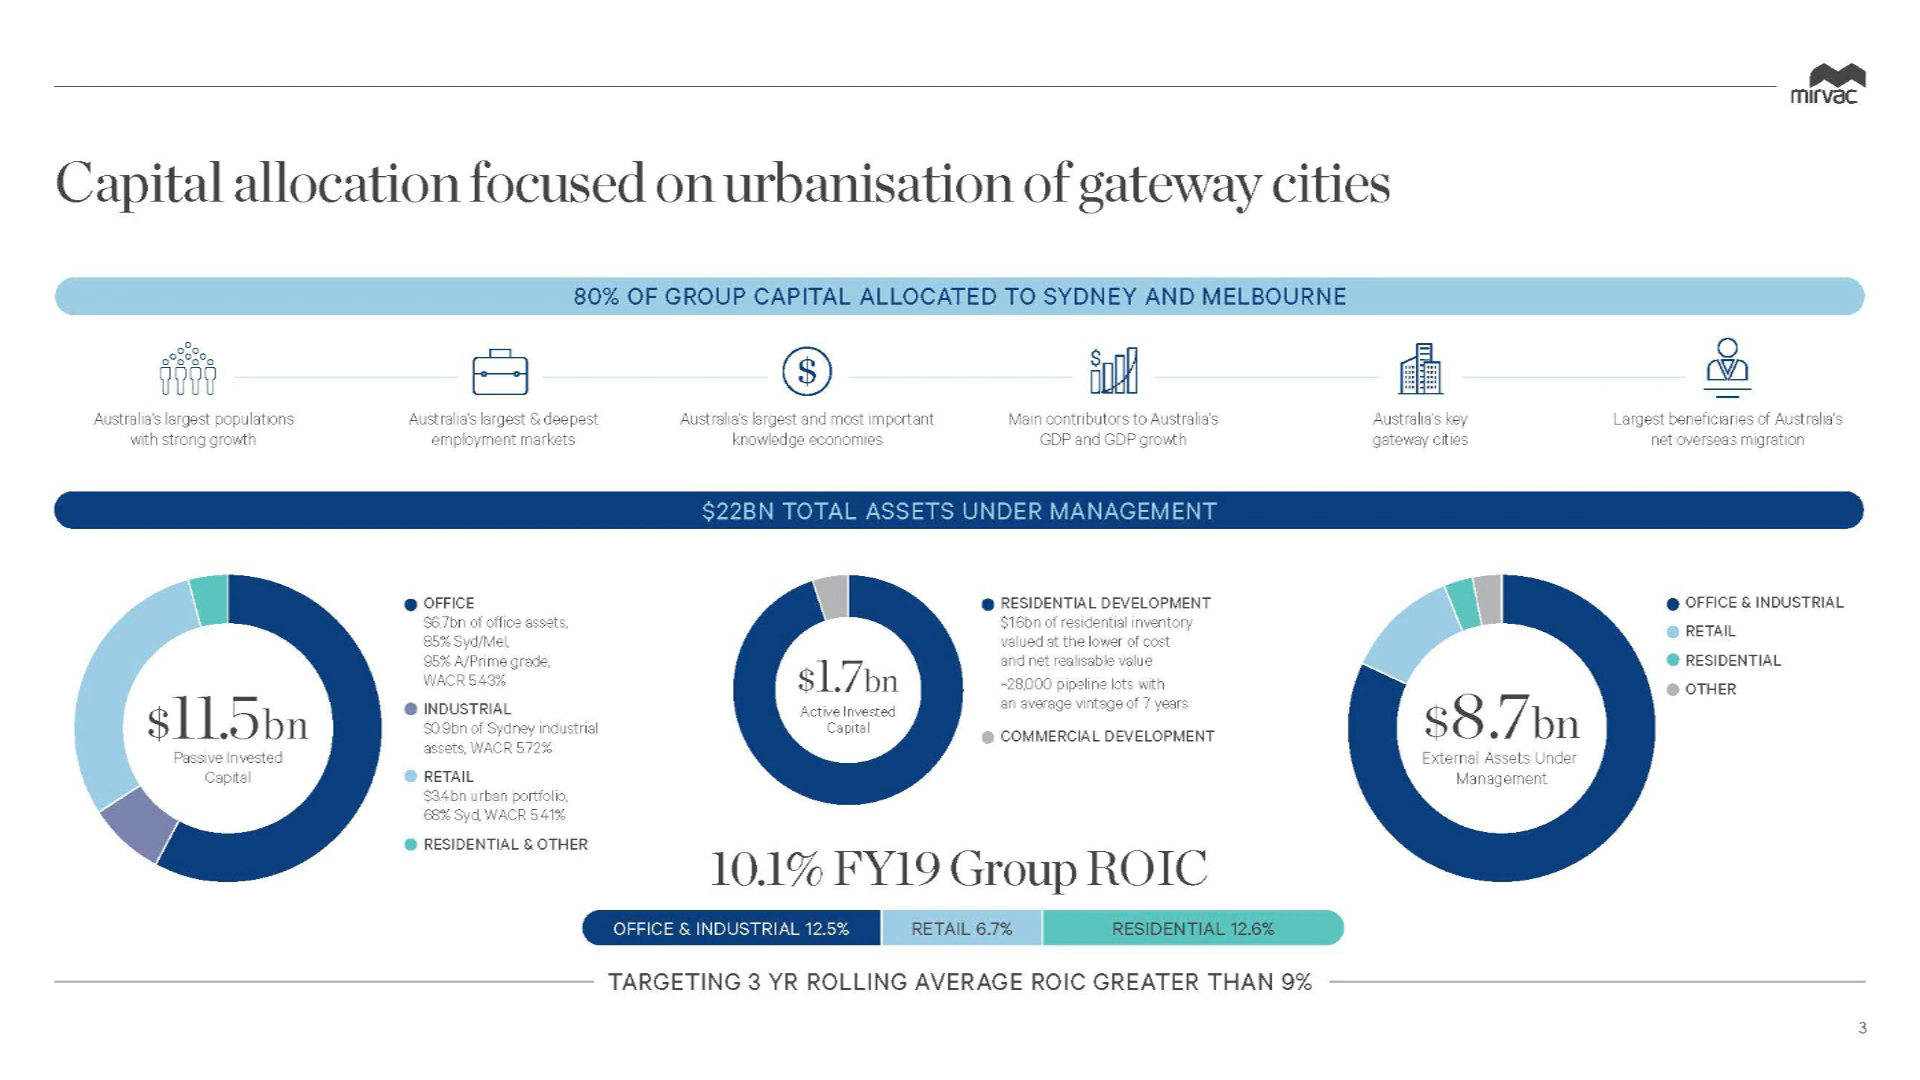 mirvac
Capital allocation focused on urbanisation of gateway cities
80% OF GROUP CAPITAL ALLOCATED TO SYDNEY AND MELBOURNE
Australia's largest populations
with strong growth
Australia's largest & deepest
employment markets
$
Australia's largest and most important
knowledge economies
$
Main contributors to Australia's
GDP and GDP growth
Australia's key
gateway cities
Largest beneficiaries of Australia's
net overseas migration
$22BN TOTAL ASSETS UNDER MANAGEMENT
$11.5bn
Passive Invested
Capital
OFFICE
$6.7bn of office assets,
85% Syd/Mel,
95% A/Prime grade,
WACR 5.43%
INDUSTRIAL
$0.9bn of Sydney industrial
assets, WACR 5.72%
RETAIL
$3.4bn urban portfolio,
68% Syd, WACR 5.41%
RESIDENTIAL & OTHER
$1.7bn
Active Invested
Capital
RESIDENTIAL DEVELOPMENT
$1.6bn of residential inventory
valued at the lower of cost
and net realisable value
~28,000 pipeline lots with
an average vintage of 7 years
COMMERCIAL DEVELOPMENT
$8.7bn
External Assets Under
Management
OFFICE & INDUSTRIAL
RETAIL
RESIDENTIAL
OTHER
10.1% FY19 Group ROIC
OFFICE & INDUSTRIAL 12.5%
RETAIL 6.7%
RESIDENTIAL 12.6%
TARGETING 3 YR ROLLING AVERAGE ROIC GREATER THAN 9%
3